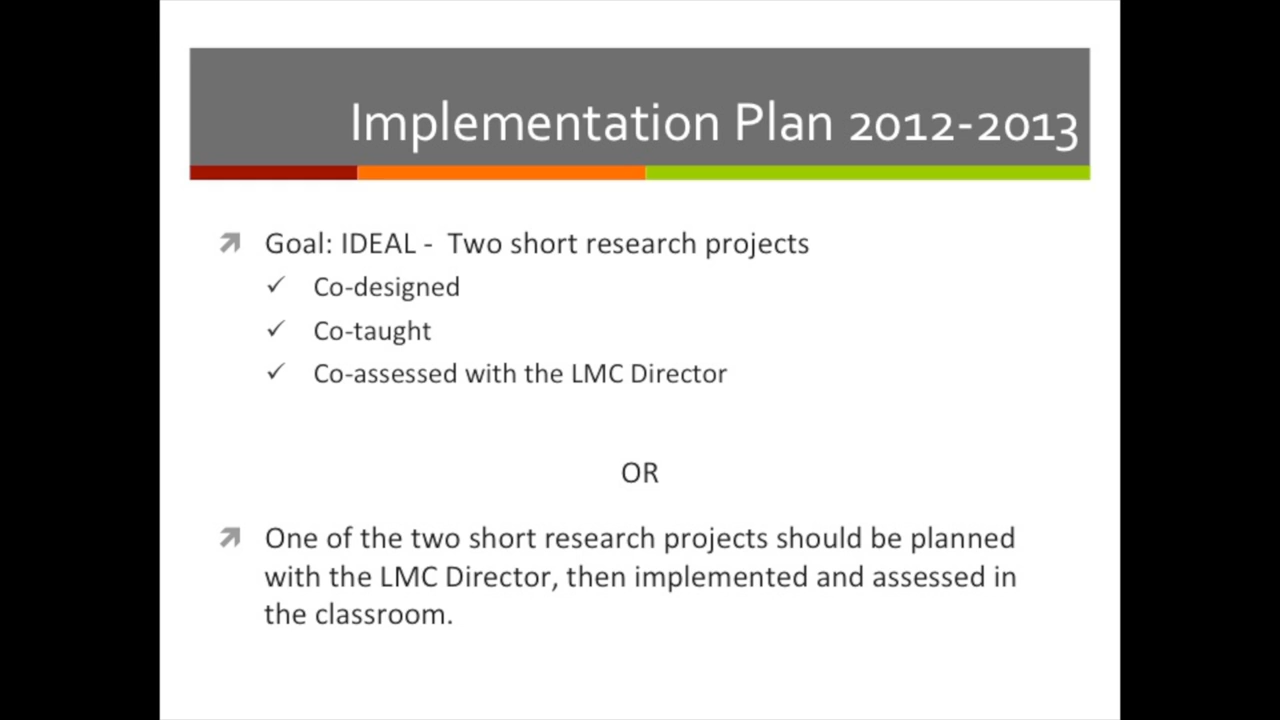 Implementation Plan 2012-2013
Goal: IDEAL - Two short research projects
Co-designed
Co-taught
Co-assessed with the LMC Director
OR
One of the two short research projects should be planned
with the LMC Director, then implemented and assessed in
the classroom.